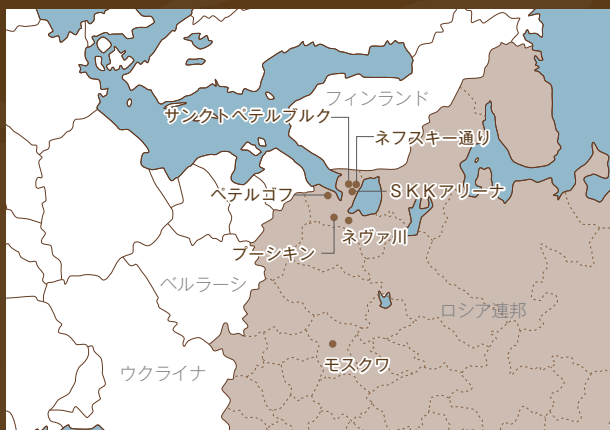 フィンランド
サンクトペテルブルク
ネフスキー通り
ペテルゴフ
ＳＫＫアリーナ
ネヴァ川
プーシキン
ベルラーシ
ロシア連邦
モスクワ
ウクライナ